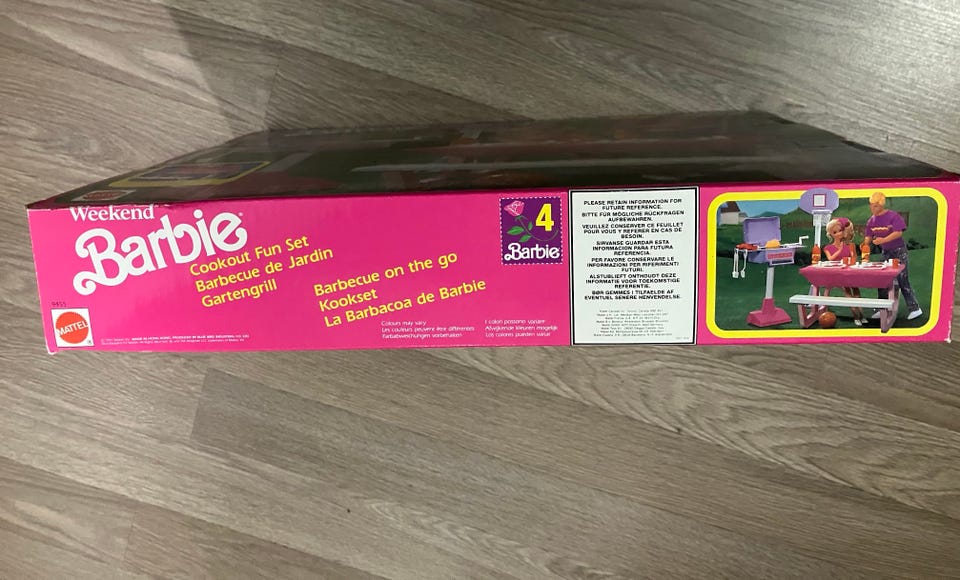 Weekend
Barbie®
Cookout Fun Set
Barbecue de Jardin
Gartengrill
Barbecue on the go
Kookset
La Barbacoa de Barbie
9455
MATTEL
Colours may vary
Les couleurs peuvent être différentes
Farbabweichungen vorbehalten
I colori possono variare
Afwijkende kleuren mogelijk
Los colores pueden variar
4
Barbie
PLEASE RETAIN INFORMATION FOR
FUTURE REFERENCE.
BITTE FÜR MÖGLICHE RÜCKFRAGEN
AUFBEWAHREN.
VEUILLEZ CONSERVER CE FEUILLET
POUR VOUS Y REFERER EN CAS DE
BESOIN.
SIRVANSE GUARDAR ESTA
INFORMACION PARA FUTURA
REFERENCIA.
PER FAVORE CONSERVARE LE
INFORMAZIONI PER RIFERIMENTI
FUTURI.
ALSTUBLIEFT ONTHOUDT DEZE
INFORMATIE VOOR TOEKOMSTIGE
REFERENTIE.
BØR GEMMES I TILFAELDE AF
EVENTUEL SENERE HENVENDELSE.